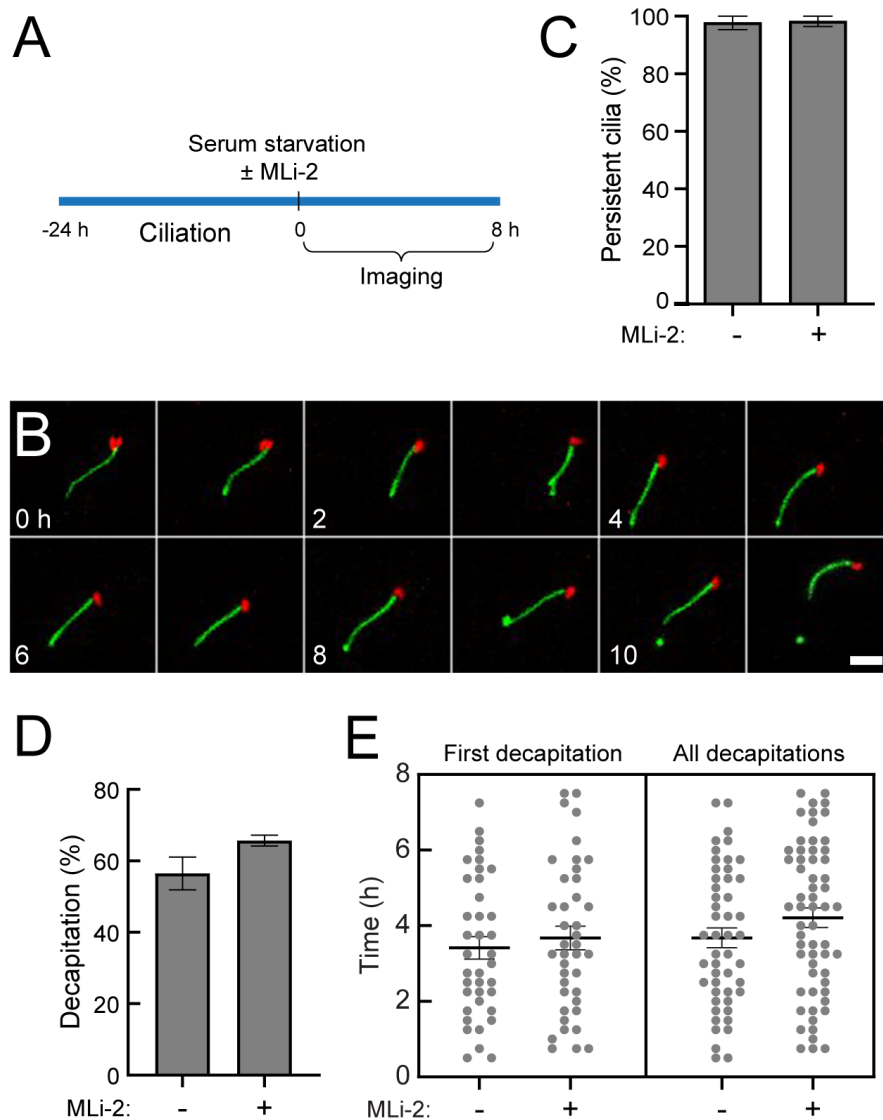 A
Serum starvation
± MLi-2
-24 h
Ciliation
0
8 h
Imaging
C
Persistent cilia (%)
100
80
60
40
20
0
MLi-2: - +
B
0 h
2
4
6
8
10
D
Decapitation (%)
80
60
40
20
0
MLi-2: - +
E
First decapitation
All decapitations
Time (h)
8
6
4
2
0
MLi-2: - + - +